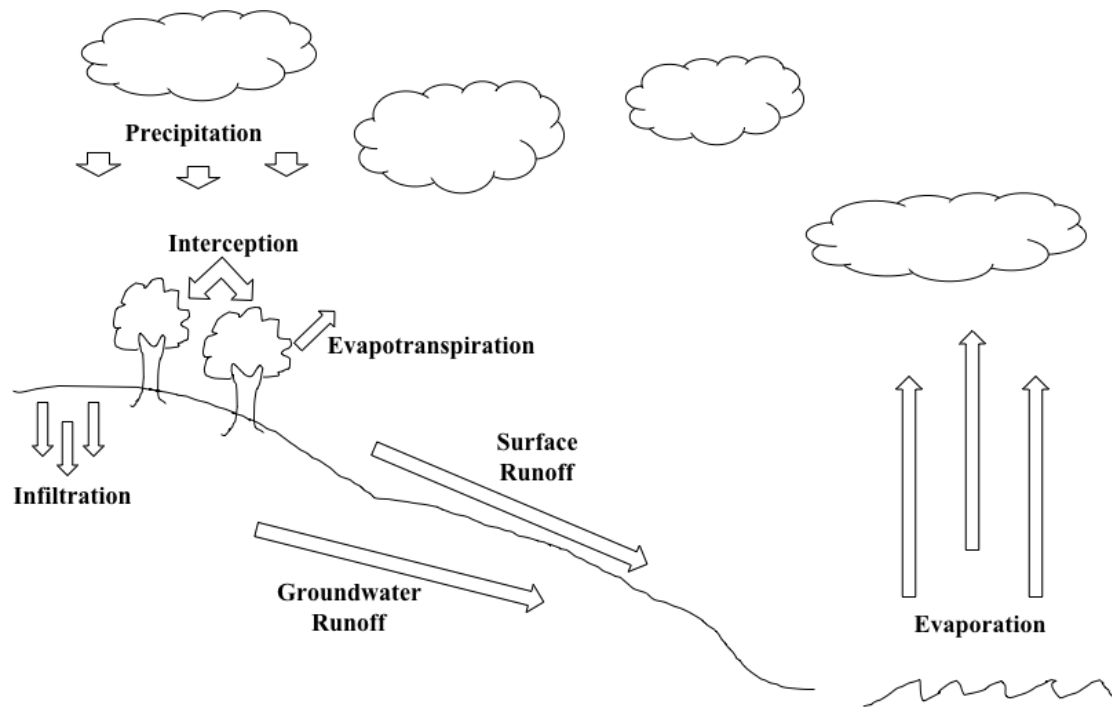 Precipitation
Interception
Evapotranspiration
Surface
Runoff
Infiltration
Groundwater
Runoff
Evaporation